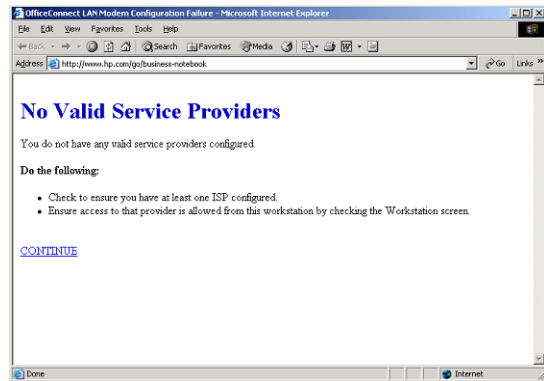 OfficeConnect LAN Modem Configuration Failure - Microsoft Internet Explorer
File Edit View Favorites Tools Help
Back Search Favorites Media
Address http://www.hp.com/go/business-notebook Go Links »
No Valid Service Providers
You do not have any valid service providers configured.
Do the following:
• Check to ensure you have at least one ISP configured.
• Ensure access to that provider is allowed from this workstation by checking the Workstation screen.
CONTINUE
Done Internet